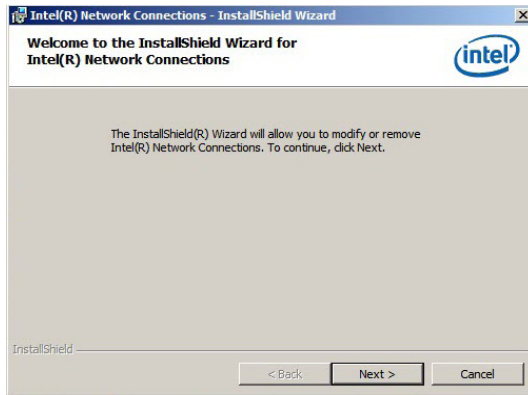 Intel(R) Network Connections - InstallShield Wizard
Welcome to the InstallShield Wizard for
Intel(R) Network Connections
intel
The InstallShield(R) Wizard will allow you to modify or remove
Intel(R) Network Connections. To continue, click Next.
InstallShield
< Back
Next >
Cancel